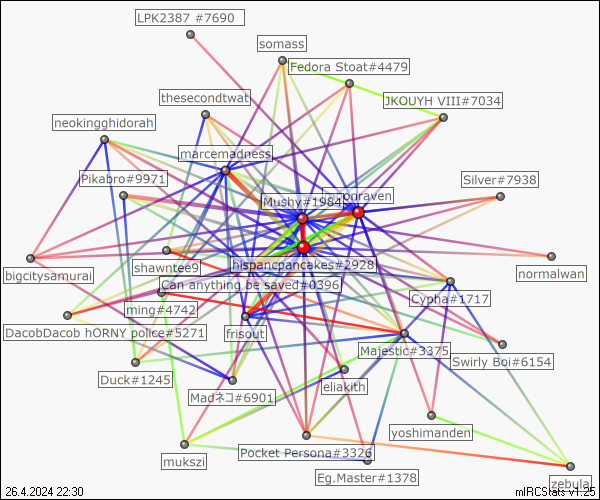 LPK2387 #7690
somass
Fedora Stoat#4479
thesecondtwat
JKOUYH VIII#7034
neokingghidorah
marcemadness
Pikabro#9971
Silver#7938
Mushy#1984
onraven
shawntee9
hispancpancakes#2928
bigcitysamurai
normalwan
Can anything be saved#0396
Cypha#1717
ming#4742
DacobDacob hORNY police#5271
frisout
Majestic#3375
Swirly Boi#6154
Duck#1245
eliakith
Madネコ#6901
yoshimanden
Pocket Persona#3326
mukszi
Eg.Master#1378
zebula
26.4.2024 22:30
mIRCStats v1.25